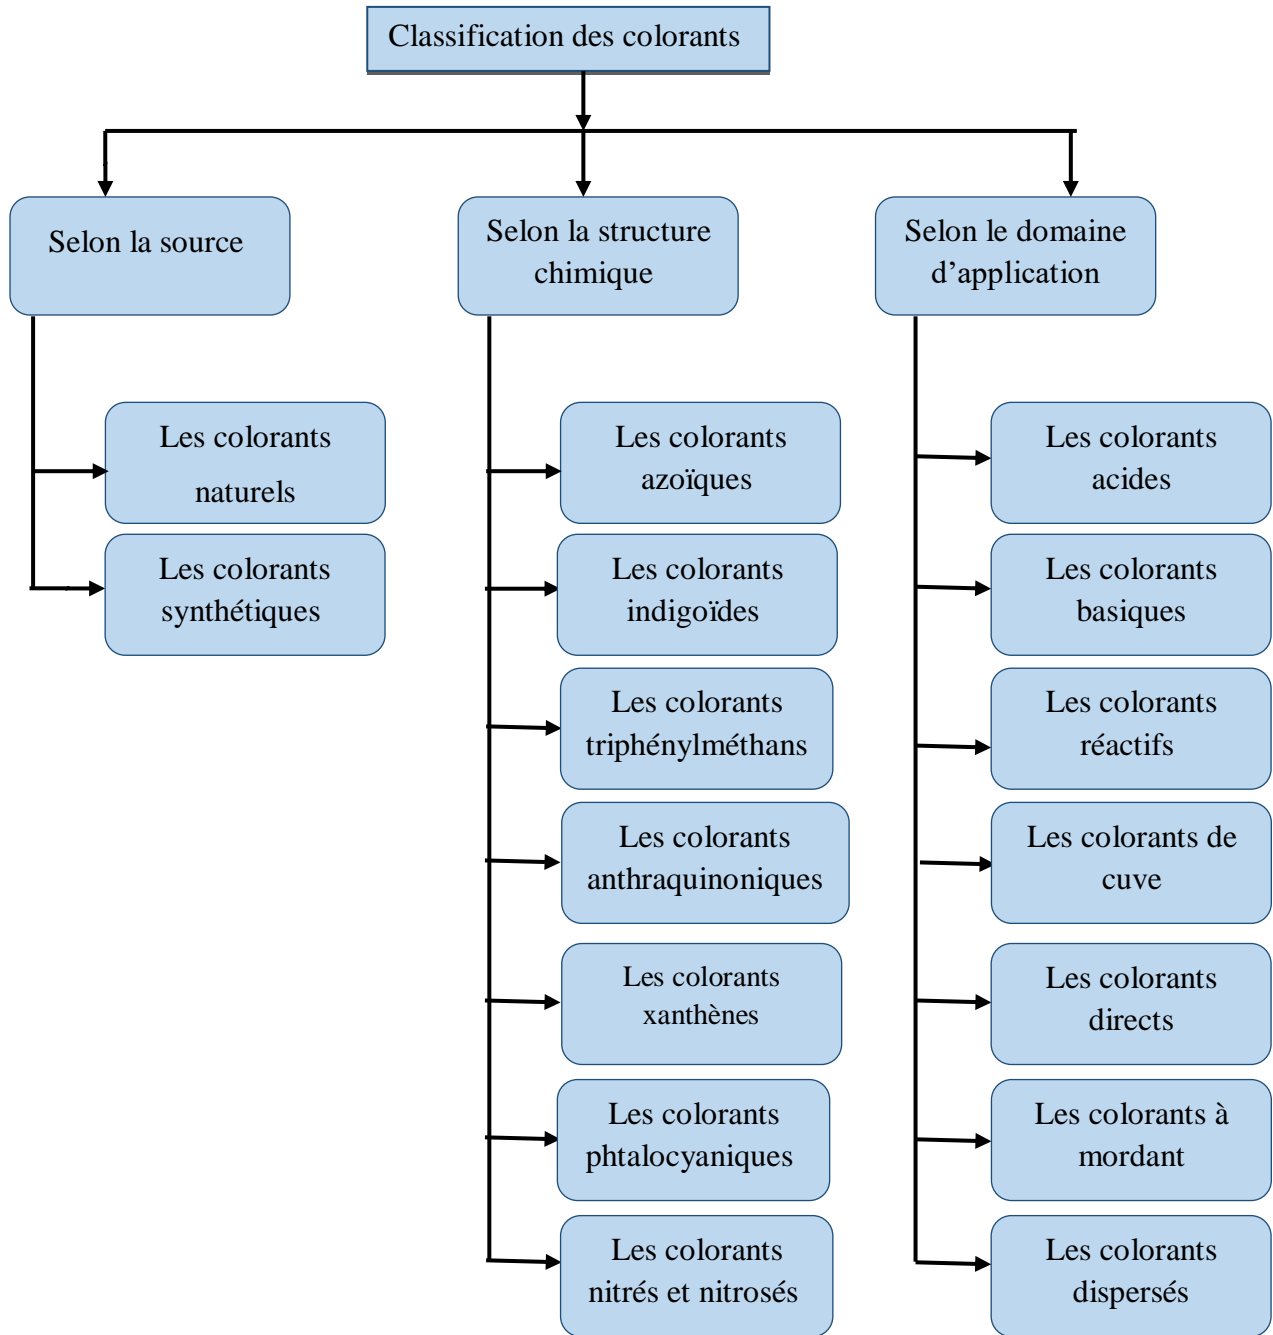 Classification des colorants
Selon la source
Selon la structure
chimique
Selon le domaine
d’application
Les colorants
naturels
Les colorants
synthétiques
Les colorants
azoïques
Les colorants
indigoïdes
Les colorants
triphénylméthans
Les colorants
anthraquinoniques
Les colorants
xanthènes
Les colorants
phtalocyaniques
Les colorants
nitrés et nitrosés
Les colorants
acides
Les colorants
basiques
Les colorants
réactifs
Les colorants de
cuve
Les colorants
directs
Les colorants à
mordant
Les colorants
dispersés